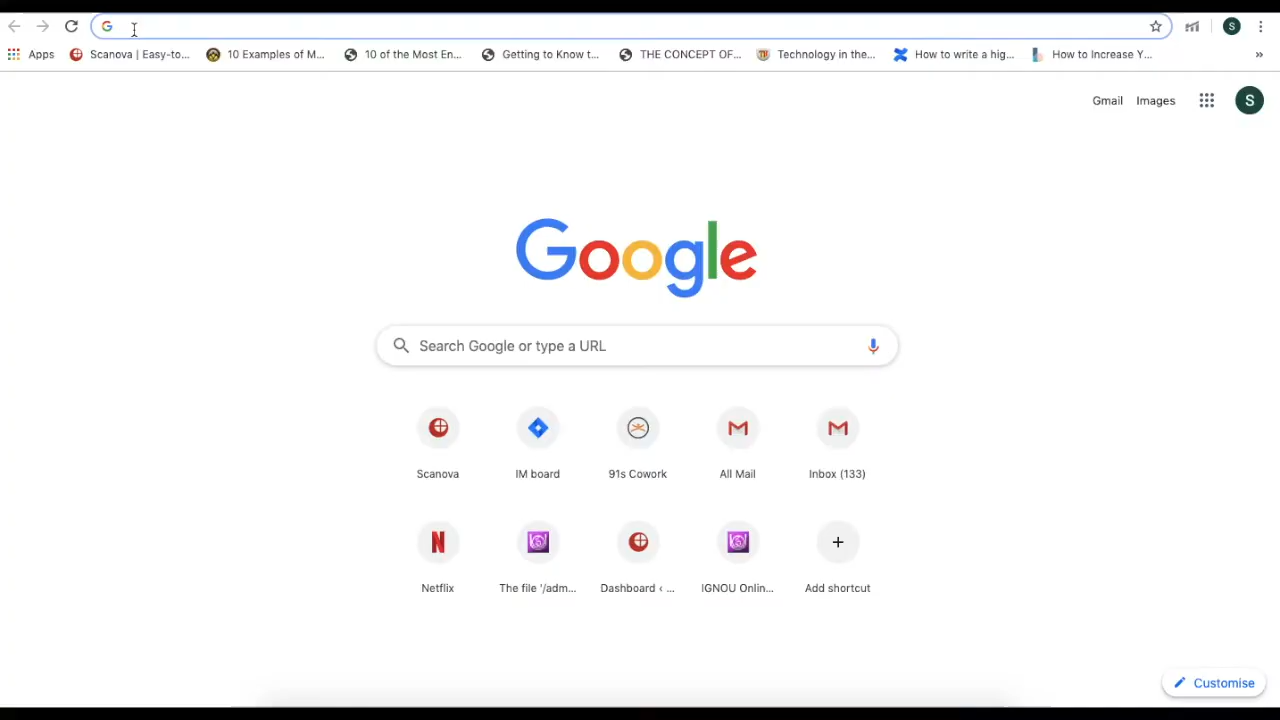 Apps Scanova | Easy-to... 10 Examples of M... 10 of the Most En... Getting to Know t... THE CONCEPT OF... Technology in the... How to write a hig... How to Increase Y... »
Gmail Images S
Google
Search Google or type a URL
Scanova IM board 91s Cowork All Mail Inbox (133)
Netflix The file '/adm... Dashboard ‹ ... IGNOU Onlin... Add shortcut
Customise